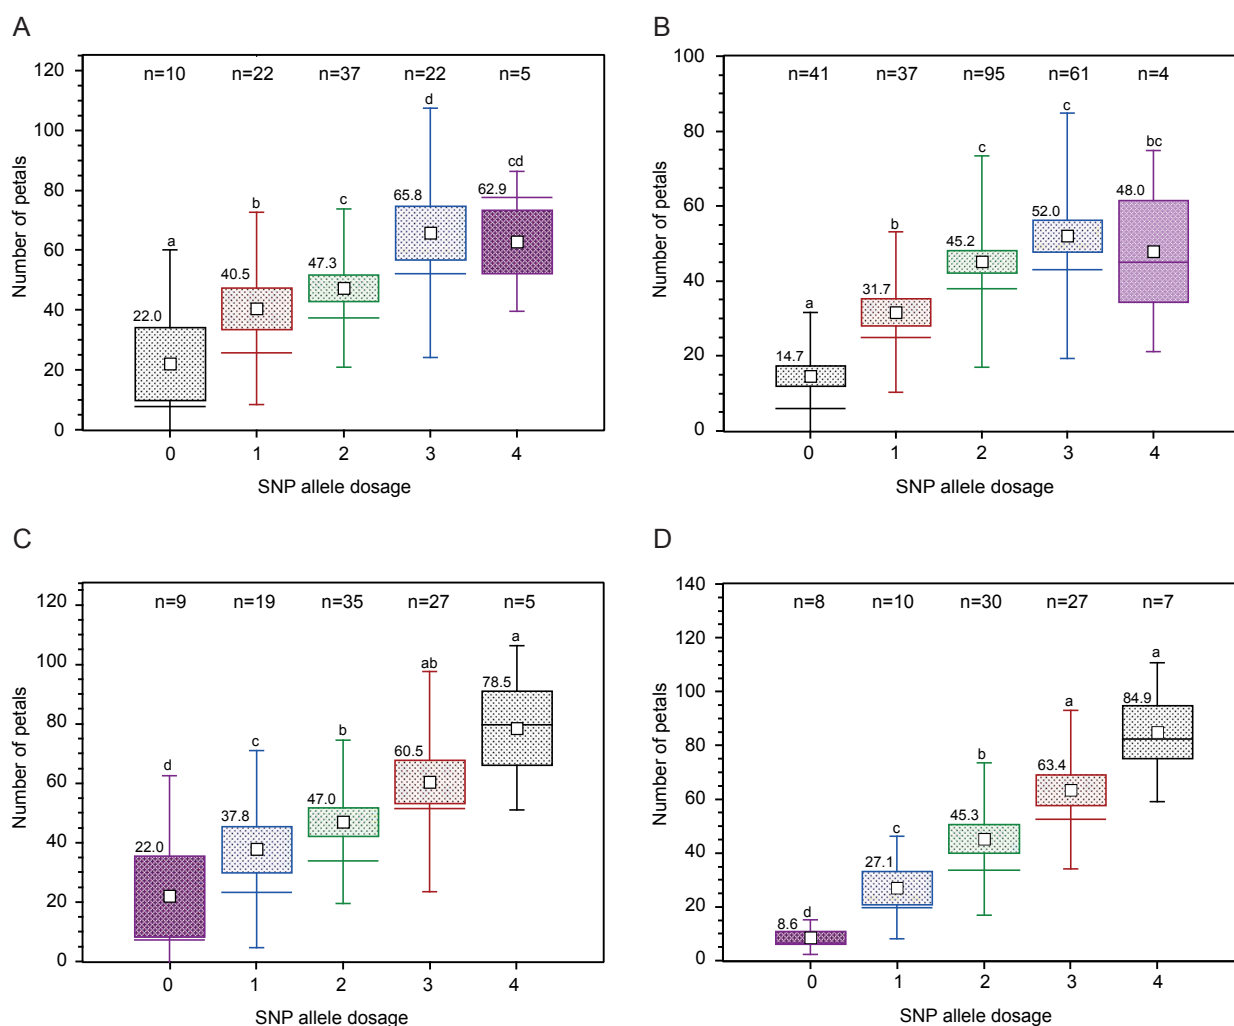 A
n=10 n=22 n=37 n=22 n=5
Number of petals
120
100
80
60
40
20
0
a b c d cd
22.0 40.5 47.3 65.8 62.9
0 1 2 3 4
SNP allele dosage
B
n=41 n=37 n=95 n=61 n=4
Number of petals
100
80
60
40
20
0
a b c c bc
14.7 31.7 45.2 52.0 48.0
0 1 2 3 4
SNP allele dosage
C
n=9 n=19 n=35 n=27 n=5
Number of petals
120
100
80
60
40
20
0
d c b ab a
22.0 37.8 47.0 60.5 78.5
0 1 2 3 4
SNP allele dosage
D
n=8 n=10 n=30 n=27 n=7
Number of petals
140
120
100
80
60
40
20
0
d c b a a
8.6 27.1 45.3 63.4 84.9
0 1 2 3 4
SNP allele dosage